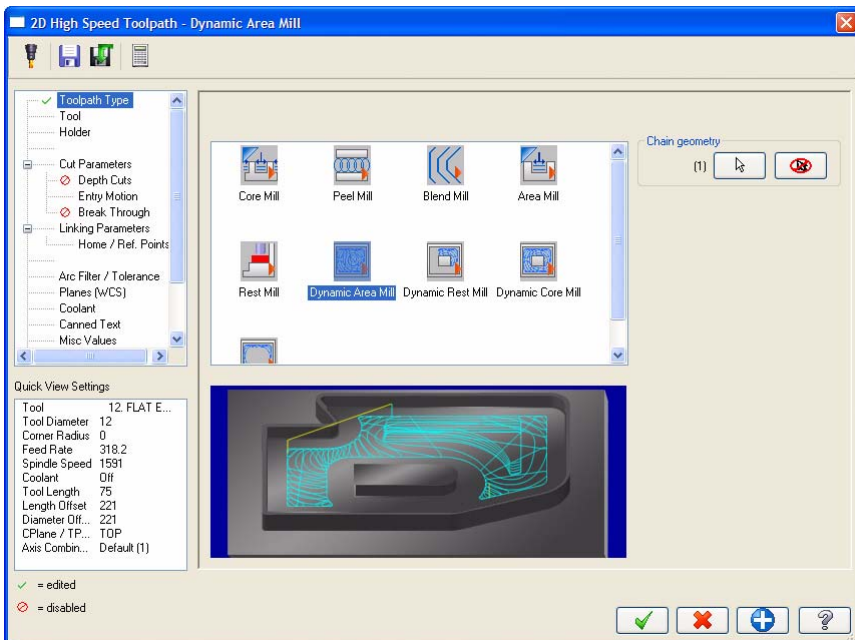 2D High Speed Toolpath - Dynamic Area Mill
Toolpath Type
Tool
Holder
Cut Parameters
Depth Cuts
Entry Motion
Break Through
Linking Parameters
Home / Ref. Points
Arc Filter / Tolerance
Planes (WCS)
Coolant
Canned Text
Misc Values
Core Mill
Peel Mill
Blend Mill
Area Mill
Rest Mill
Dynamic Area Mill
Dynamic Rest Mill
Dynamic Core Mill
Chain geometry
(1)
Quick View Settings
Tool 12. FLAT E...
Tool Diameter 12
Corner Radius 0
Feed Rate 318.2
Spindle Speed 1591
Coolant Off
Tool Length 75
Length Offset 221
Diameter Off... 221
CPlane / TP... TOP
Axis Combin... Default (1)
= edited
= disabled